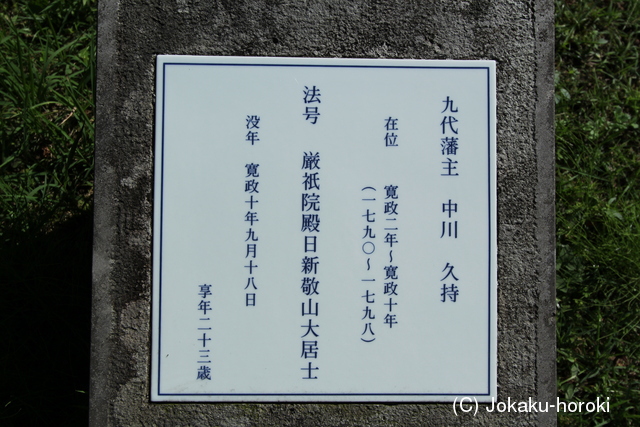 九代藩主　中川　久持
在位　寛政二年～寛政十年
（一七九〇～一七九八）
法号　厳祇院殿日新敬山大居士
没年　寛政十年九月十八日
享年二十三歳
(C) Jokaku-horoki